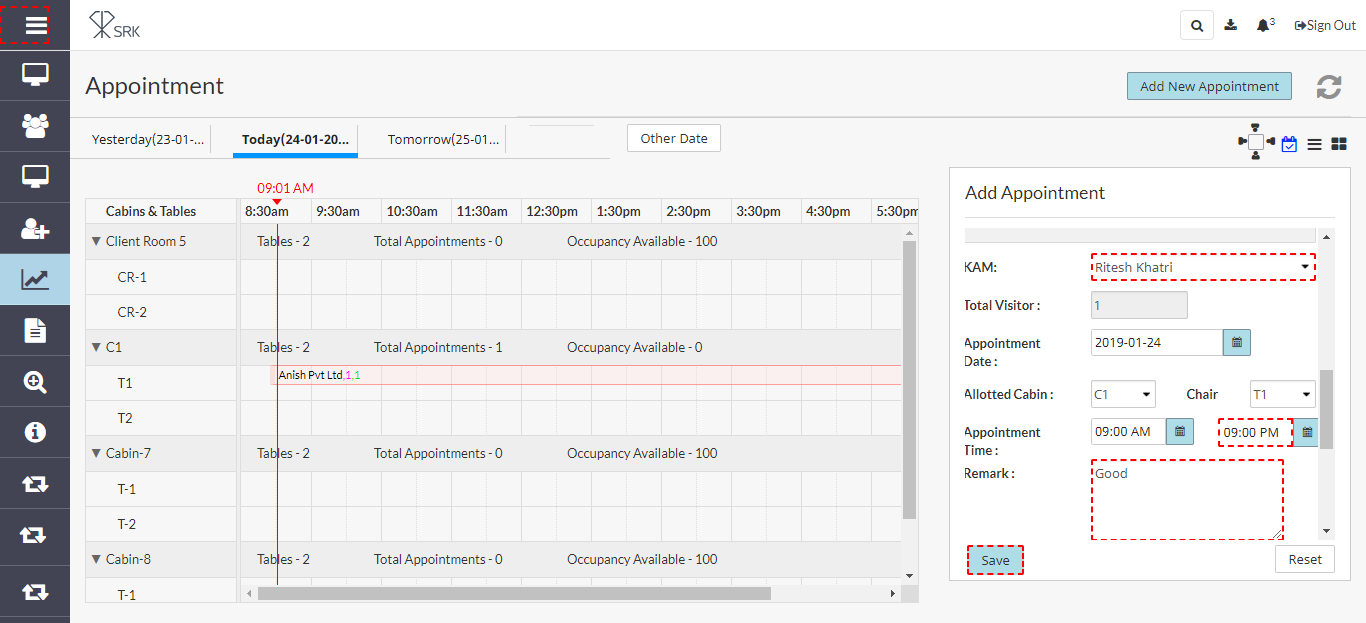 SRK
3
Sign Out
Appointment
Add New Appointment
Yesterday(23-01-...
Today(24-01-20...
Tomorrow(25-01...
Other Date
09:01 AM
Cabins & Tables 8:30am 9:30am 10:30am 11:30am 12:30pm 1:30pm 2:30pm 3:30pm 4:30pm 5:30pm
Client Room 5 Tables - 2 Total Appointments - 0 Occupancy Available - 100
CR-1
CR-2
C1 Tables - 2 Total Appointments - 1 Occupancy Available - 0
T1 Anish Pvt Ltd,1,1
T2
Cabin-7 Tables - 2 Total Appointments - 0 Occupancy Available - 100
T-1
T-2
Cabin-8 Tables - 2 Total Appointments - 0 Occupancy Available - 100
T-1
Add Appointment
KAM: Ritesh Khatri
Total Visitor : 1
Appointment
Date : 2019-01-24
Allotted Cabin : C1 Chair T1
Appointment
Time : 09:00 AM 09:00 PM
Remark : Good
Save Reset